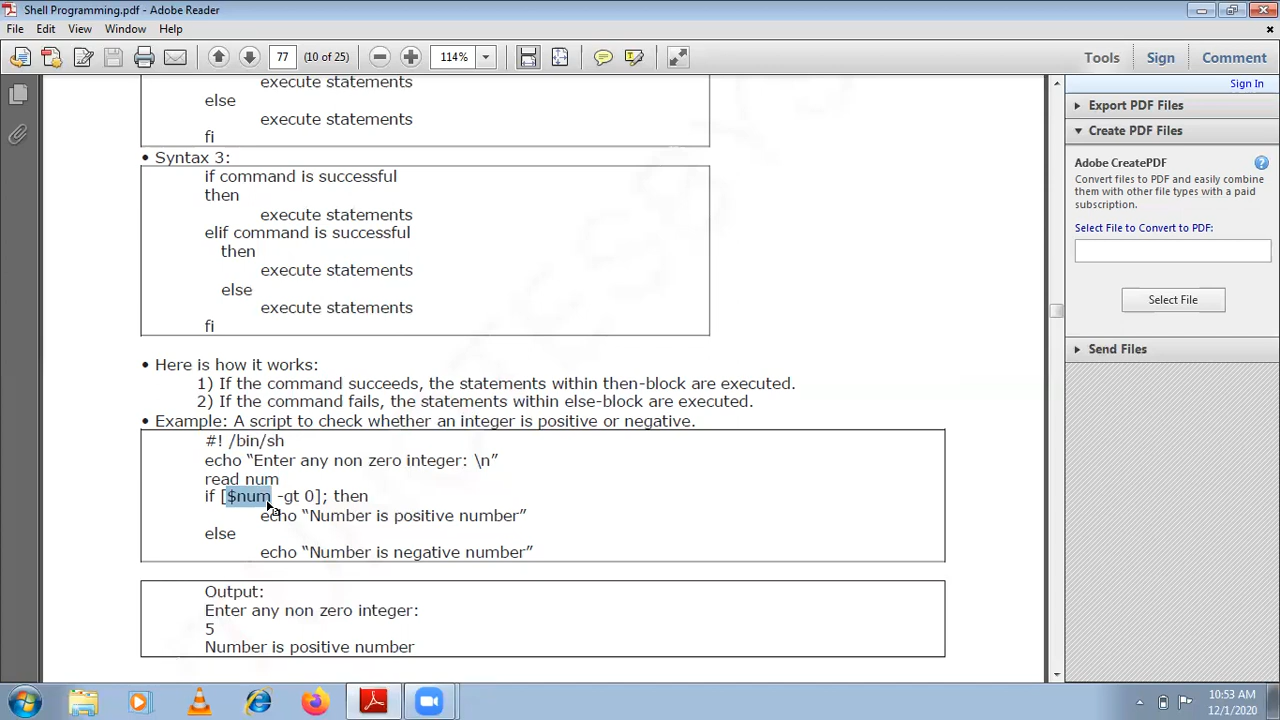 Shell Programming.pdf - Adobe Reader
File Edit View Window Help
77 (10 of 25) 114% Tools Sign Comment
Sign In
execute statements
else
execute statements
fi
• Syntax 3:
if command is successful
then
execute statements
elif command is successful
then
execute statements
else
execute statements
fi
• Here is how it works:
1) If the command succeeds, the statements within then-block are executed.
2) If the command fails, the statements within else-block are executed.
• Example: A script to check whether an integer is positive or negative.
#! /bin/sh
echo “Enter any non zero integer: \n”
read num
if [$num -gt 0]; then
echo “Number is positive number”
else
echo “Number is negative number”
Output:
Enter any non zero integer:
5
Number is positive number
Export PDF Files
Create PDF Files
Adobe CreatePDF
Convert files to PDF and easily combine
them with other file types with a paid
subscription.
Select File to Convert to PDF:
Select File
Send Files
10:53 AM
12/1/2020